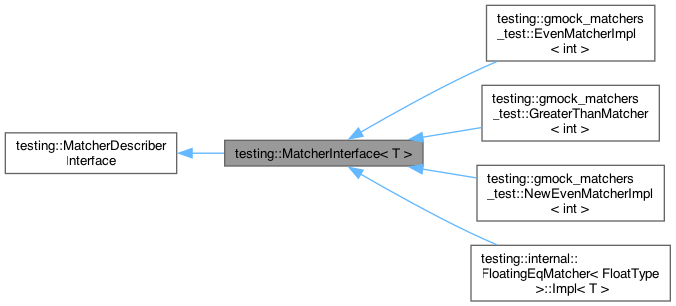 testing::gmock_matchers
_test::EvenMatcherImpl
< int >
testing::gmock_matchers
_test::GreaterThanMatcher
< int >
testing::MatcherDescriber
Interface
testing::MatcherInterface< T >
testing::gmock_matchers
_test::NewEvenMatcherImpl
< int >
testing::internal::
FloatingEqMatcher< FloatType
>::Impl< T >